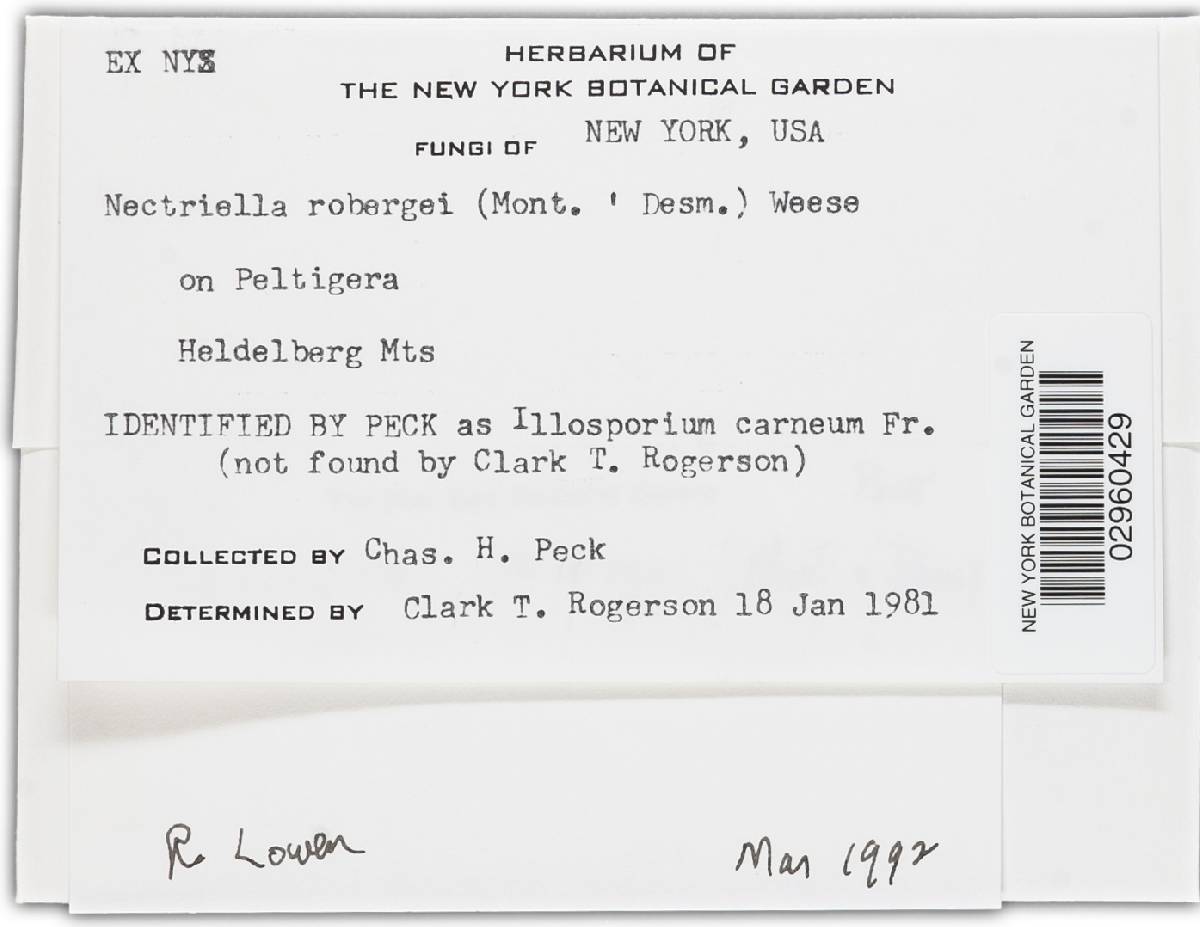 EX NYS
HERBARIUM OF
THE NEW YORK BOTANICAL GARDEN
FUNGI OF NEW YORK, USA
Nectriella robergei (Mont. ' Desm.) Weese
on Peltigera
Heldelberg Mts
IDENTIFIED BY PECK as Illosporium carneum Fr.
(not found by Clark T. Rogerson)
COLLECTED BY Chas. H. Peck
DETERMINED BY Clark T. Rogerson 18 Jan 1981
NEW YORK BOTANICAL GARDEN
02960429
R. Lowen
Mar 1992